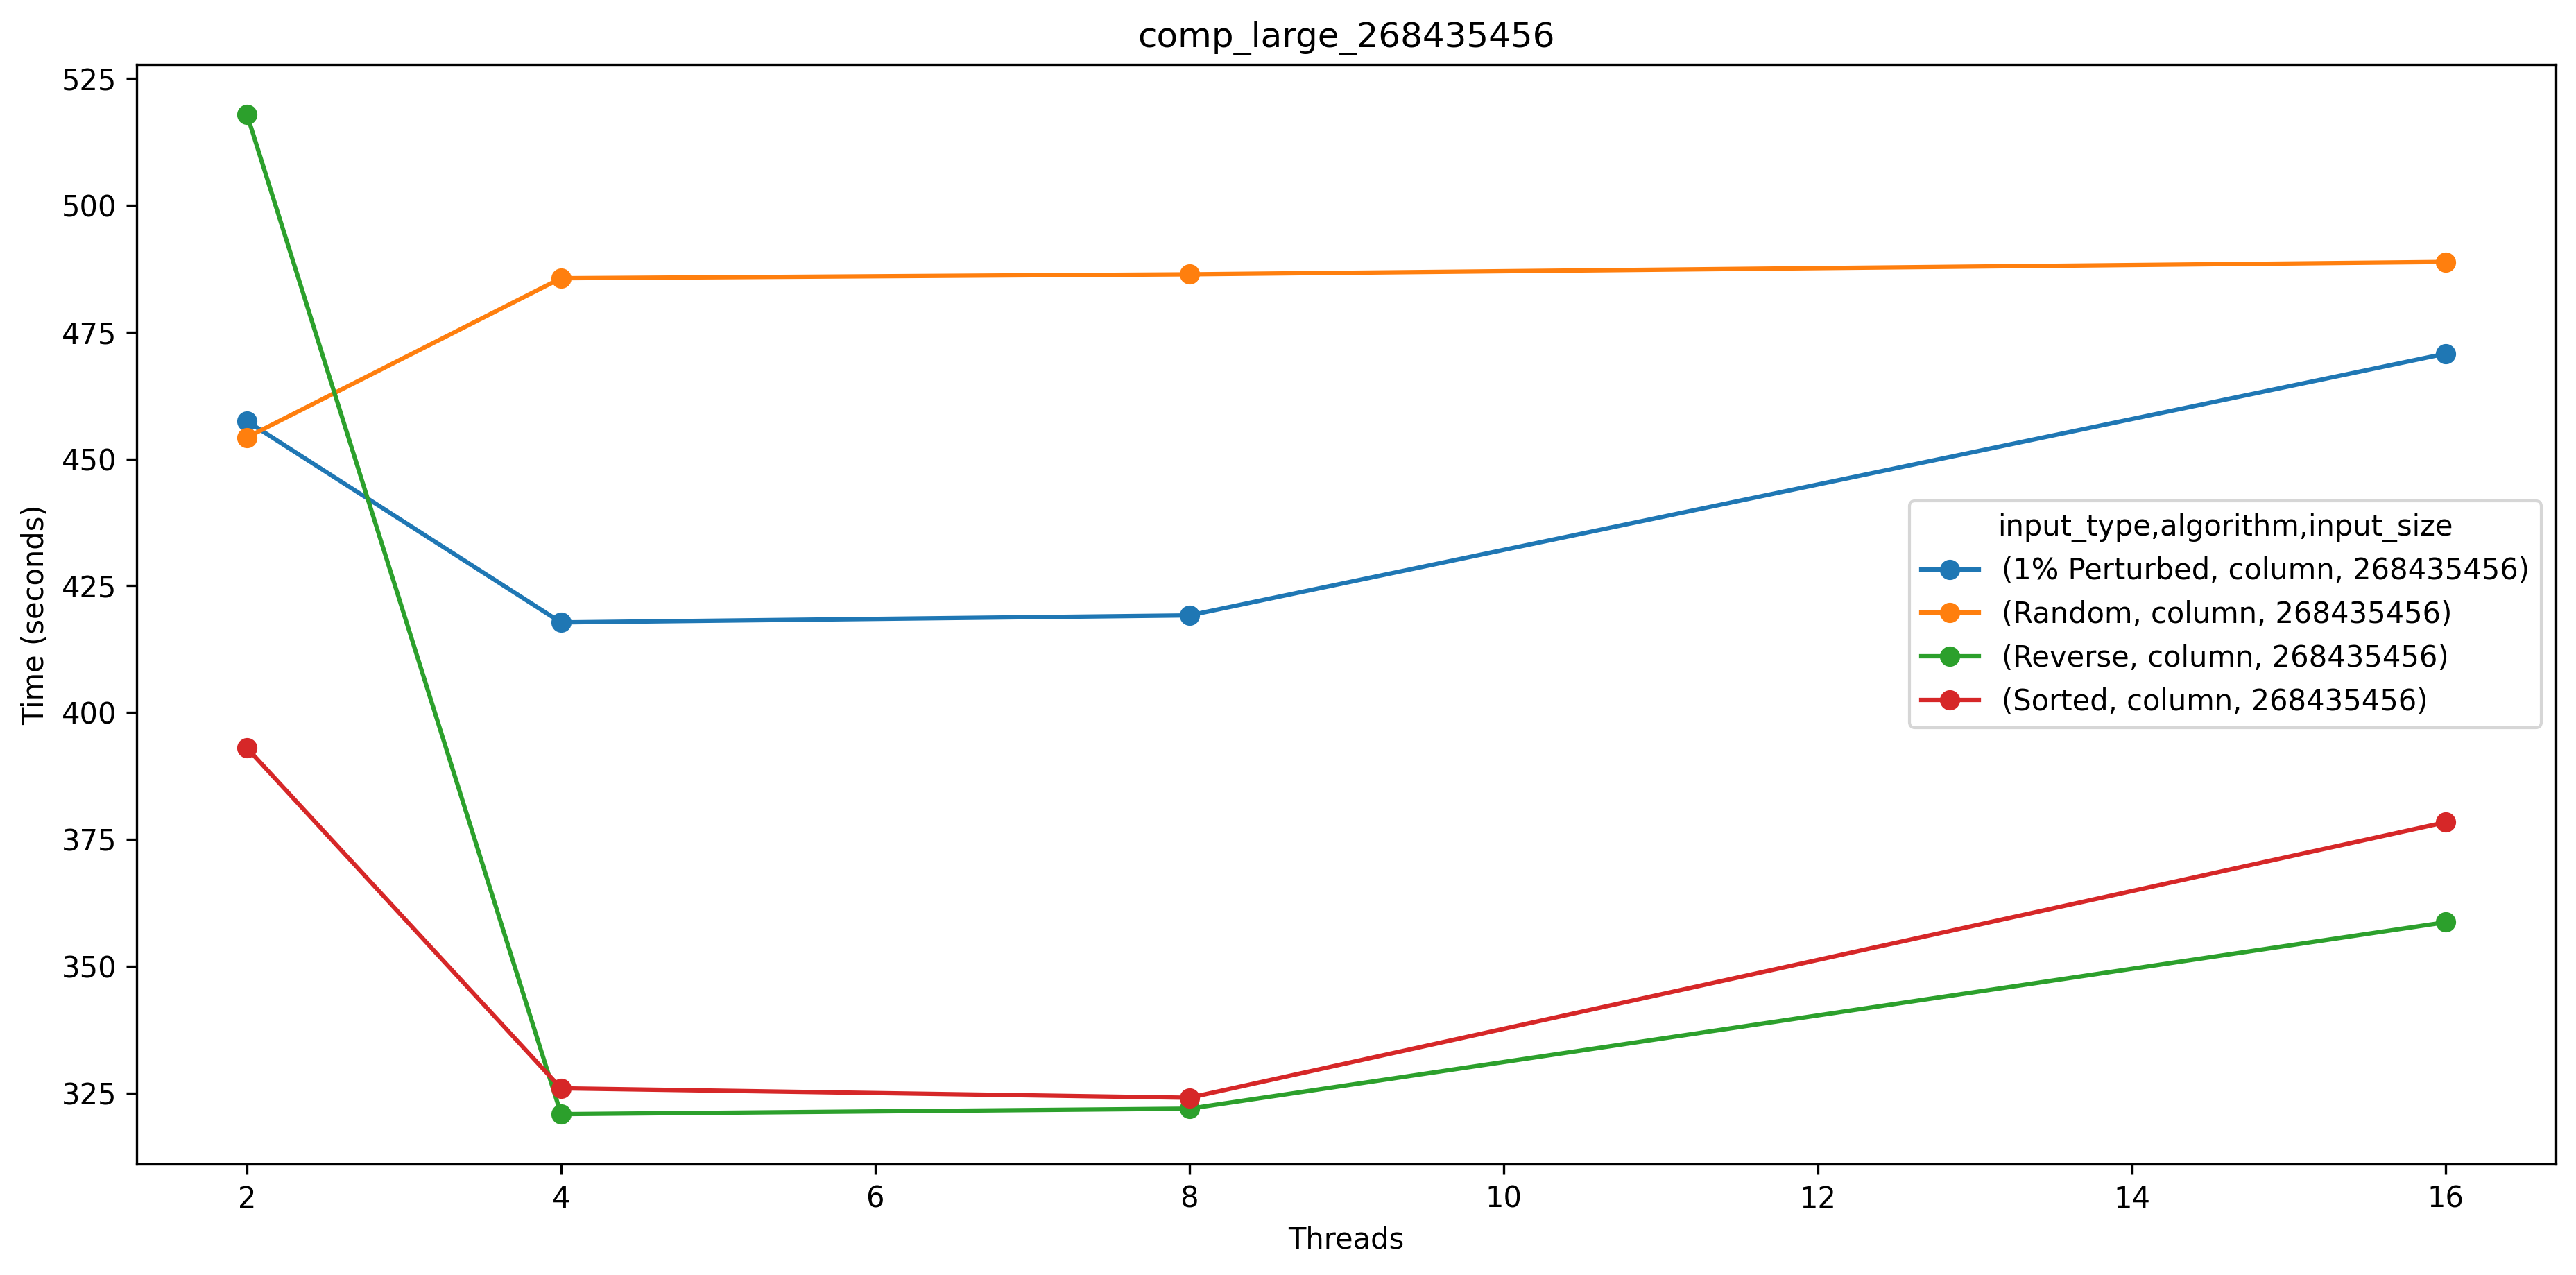 comp_large_268435456
525
500
475
450
425
400
375
350
325
Time (seconds)
input_type,algorithm,input_size
(1% Perturbed, column, 268435456)
(Random, column, 268435456)
(Reverse, column, 268435456)
(Sorted, column, 268435456)
2 4 6 8 10 12 14 16
Threads